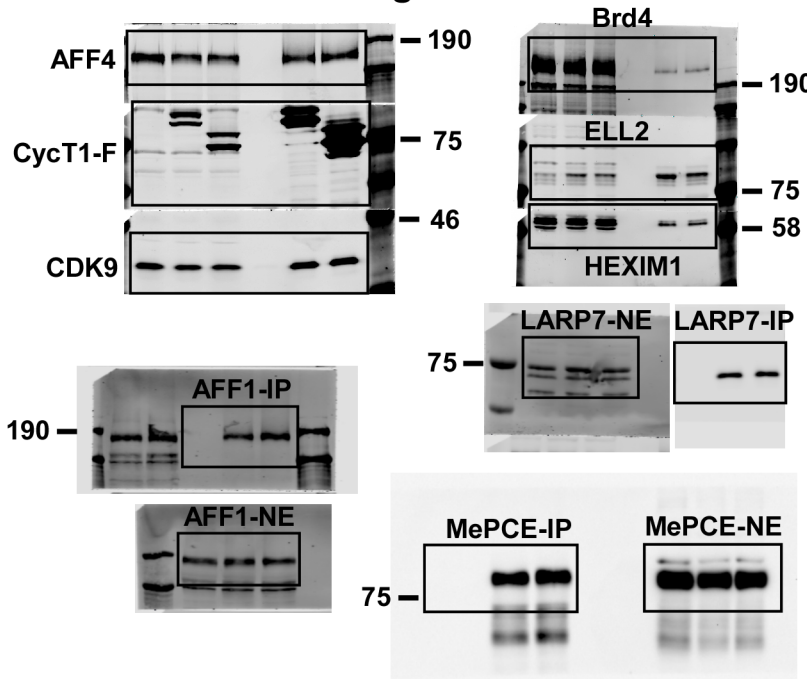 Brd4
190
AFF4
190
ELL2
CycT1-F
75
75
46
58
CDK9
HEXIM1
LARP7-NE
LARP7-IP
75
AFF1-IP
190
AFF1-NE
MePCE-IP
MePCE-NE
75